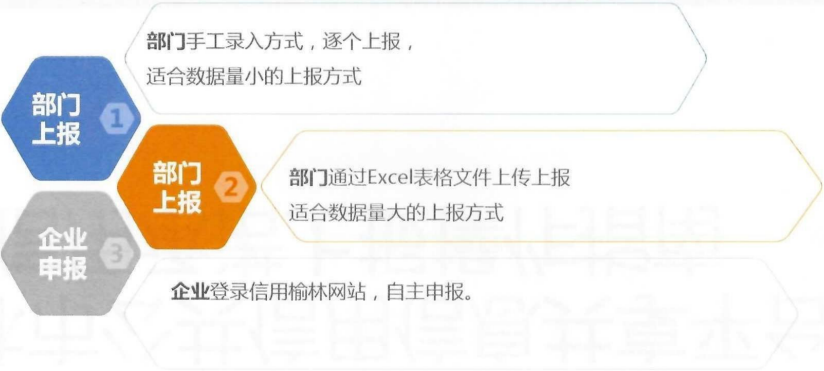 部门手工录入方式，逐个上报，
适合数据量小的上报方式
部门
上报
1
部门
上报
2
部门通过Excel表格文件上传上报
适合数据量大的上报方式
企业
申报
3
企业登录信用榆林网站，自主申报。